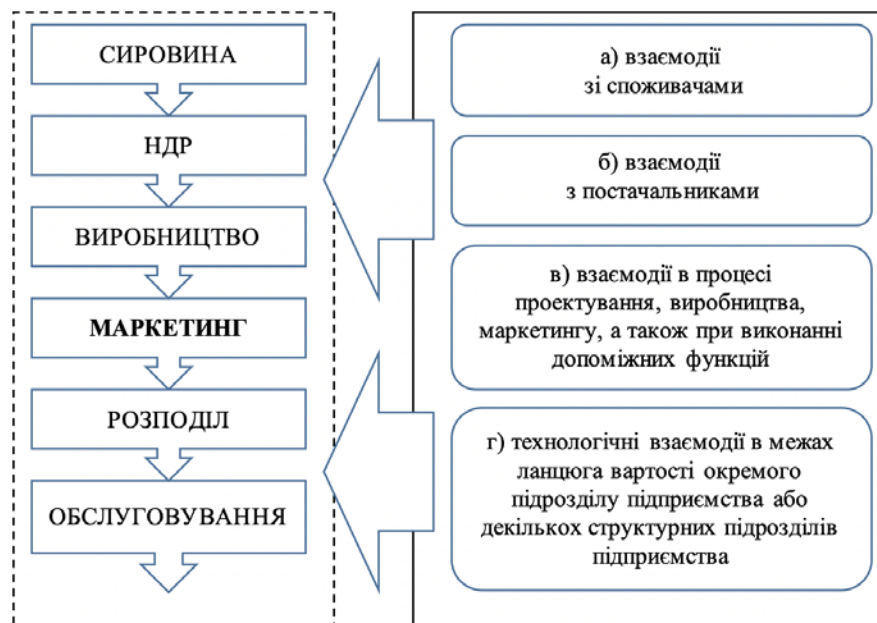 СИРОВИНА
НДР
ВИРОБНИЦТВО
МАРКЕТИНГ
РОЗПОДІЛ
ОБСЛУГОВУВАННЯ
а) взаємодії
зі споживачами
б) взаємодії
з постачальниками
в) взаємодії в процесі
проектування, виробництва,
маркетингу, а також при виконанні
допоміжних функцій
г) технологічні взаємодії в межах
ланцюга вартості окремого
підрозділу підприємства або
декількох структурних підрозділів
підприємства